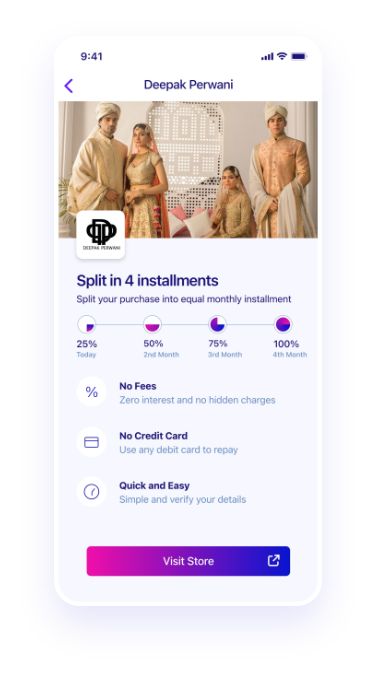 9:41
Deepak Perwani
DP
DEEPAK PERWANI
Split in 4 installments
Split your purchase into equal monthly installment
25% 50% 75% 100%
Today 2nd Month 3rd Month 4th Month
%
No Fees
Zero interest and no hidden charges
No Credit Card
Use any debit card to repay
Quick and Easy
Simple and verify your details
Visit Store